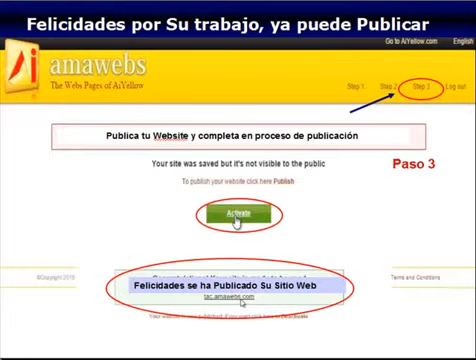 Felicidades por Su trabajo, ya puede Publicar
Go to AiYellow.com English
Ai
amawebs
The Webs Pages of AiYellow
Step 1 Step 2 Step 3 Log out
Publica tu Website y completa en proceso de publicación
Your site was saved but it's not visible to the public
Paso 3
To publish your website click here Publish
Activate
©Copyright 2015
Terms and Conditions
Felicidades se ha Publicado Su Sitio Web
tac.amawebs.com